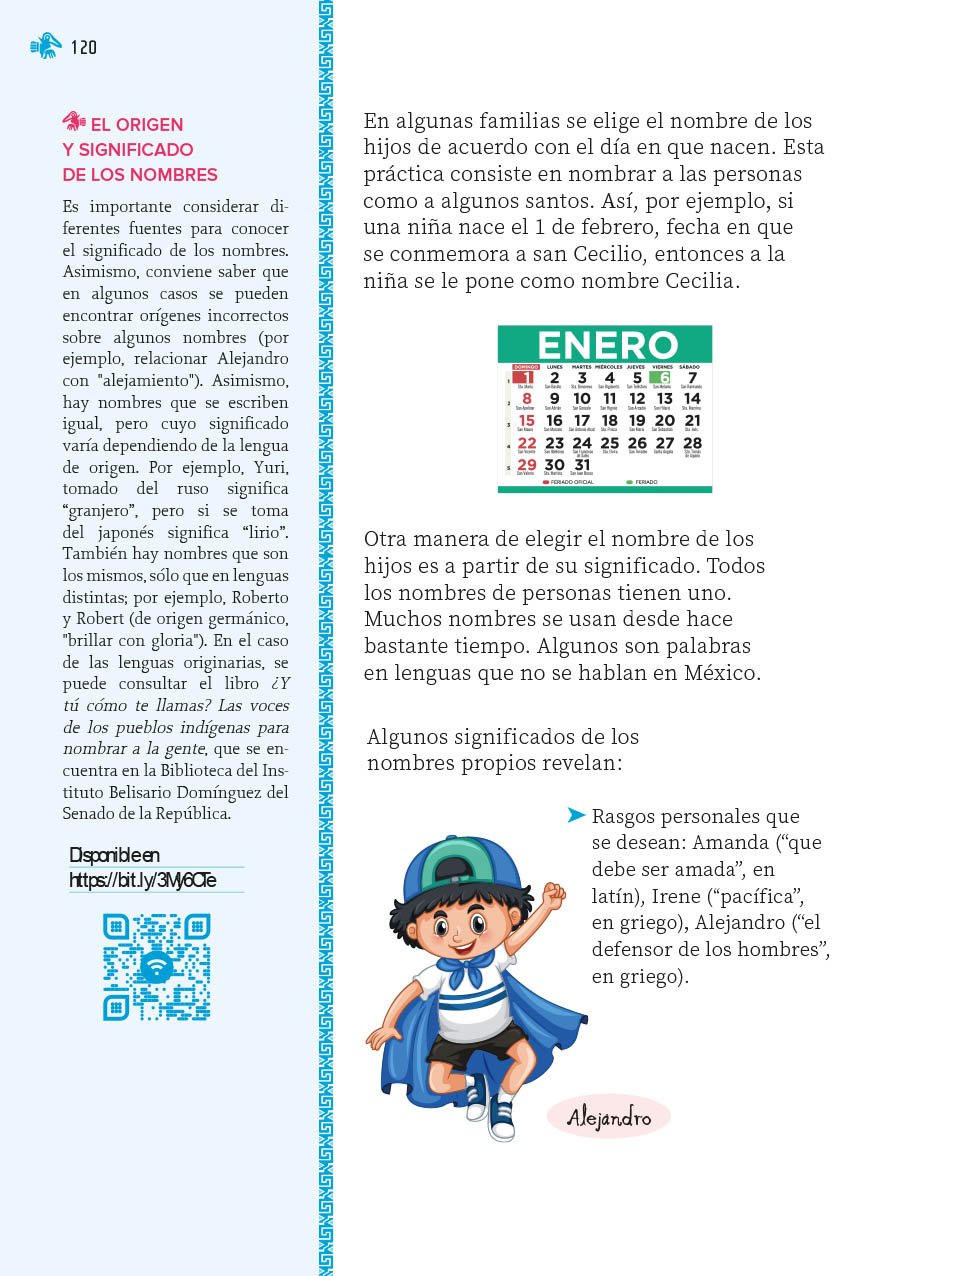 120
EL ORIGEN
Y SIGNIFICADO
DE LOS NOMBRES
Es importante considerar di-
ferentes fuentes para conocer
el significado de los nombres.
Asimismo, conviene saber que
en algunos casos se pueden
encontrar orígenes incorrectos
sobre algunos nombres (por
ejemplo, relacionar Alejandro
con "alejamiento"). Asimismo,
hay nombres que se escriben
igual, pero cuyo significado
varía dependiendo de la lengua
de origen. Por ejemplo, Yuri,
tomado del ruso significa
“granjero”, pero si se toma
del japonés significa “lirio”.
También hay nombres que son
los mismos, sólo que en lenguas
distintas; por ejemplo, Roberto
y Robert (de origen germánico,
"brillar con gloria"). En el caso
de las lenguas originarias, se
puede consultar el libro ¿Y
tú cómo te llamas? Las voces
de los pueblos indígenas para
nombrar a la gente, que se en-
cuentra en la Biblioteca del Ins-
tituto Belisario Domínguez del
Senado de la República.
Disponible en
https://bit.ly/3My6CTe
En algunas familias se elige el nombre de los
hijos de acuerdo con el día en que nacen. Esta
práctica consiste en nombrar a las personas
como a algunos santos. Así, por ejemplo, si
una niña nace el 1 de febrero, fecha en que
se conmemora a san Cecilio, entonces a la
niña se le pone como nombre Cecilia.
ENERO
DOMINGO LUNES MARTES MIÉRCOLES JUEVES VIERNES SÁBADO
1 1 2 3 4 5 6 7
2 8 9 10 11 12 13 14
3 15 16 17 18 19 20 21
4 22 23 24 25 26 27 28
5 29 30 31
FERIADO OFICIAL FERIADO
Otra manera de elegir el nombre de los
hijos es a partir de su significado. Todos
los nombres de personas tienen uno.
Muchos nombres se usan desde hace
bastante tiempo. Algunos son palabras
en lenguas que no se hablan en México.
Algunos significados de los
nombres propios revelan:
Rasgos personales que
se desean: Amanda (“que
debe ser amada”, en
latín), Irene (“pacífica”,
en griego), Alejandro (“el
defensor de los hombres”,
en griego).
Alejandro